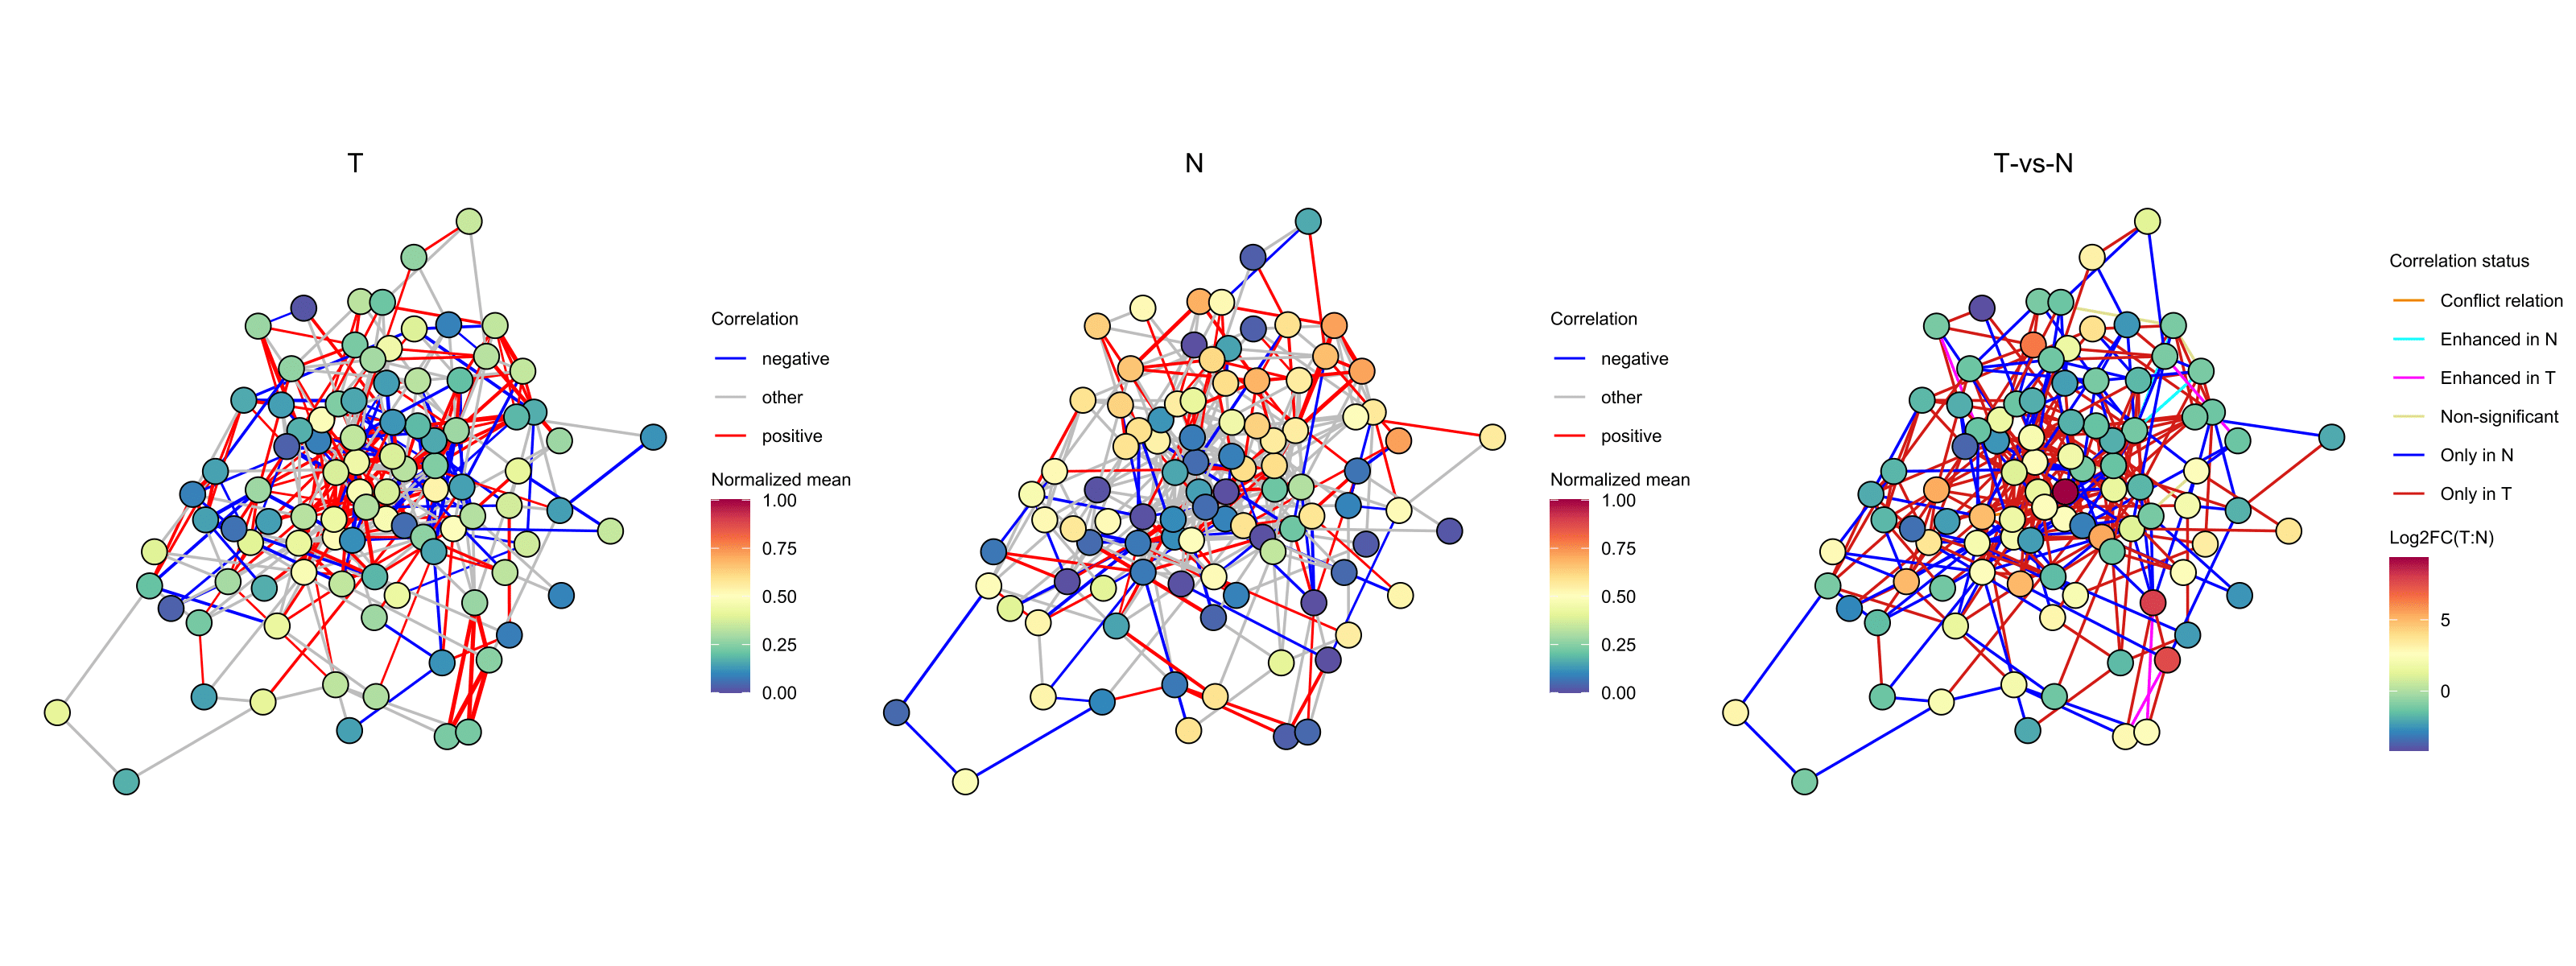 T
Correlation
negative
other
positive
Normalized mean
1.00
0.75
0.50
0.25
0.00
N
Correlation
negative
other
positive
Normalized mean
1.00
0.75
0.50
0.25
0.00
T-vs-N
Correlation status
Conflict relation
Enhanced in N
Enhanced in T
Non-significant
Only in N
Only in T
Log2FC(T:N)
5
0